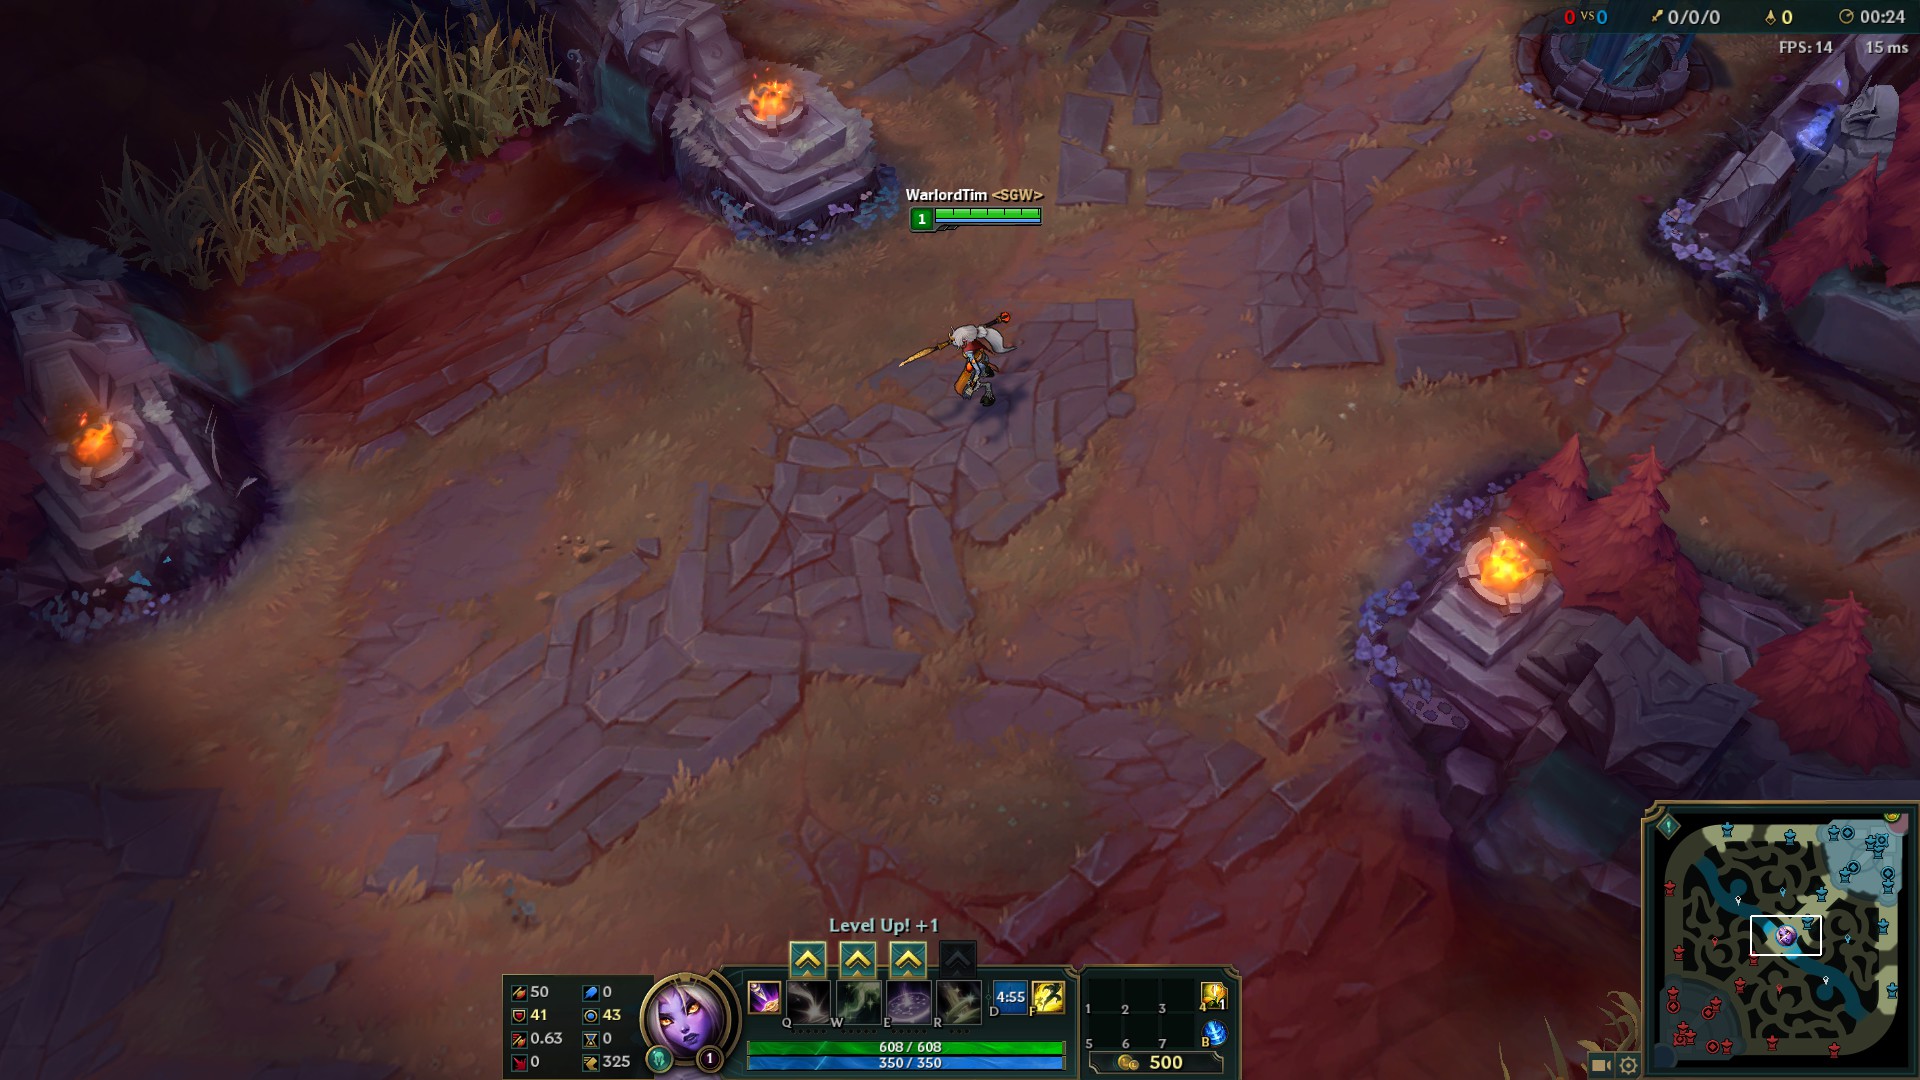 0 VS 0 0/0/0 0 00:24
FPS: 14 15 ms
WarlordTim <SGW>
1
Level Up! +1
50 0
41 43
0.63 0
0 325
1
Q W E R
4:55
D F
608 / 608
350 / 350
1 2 3 4 1
5 6 7 B
500